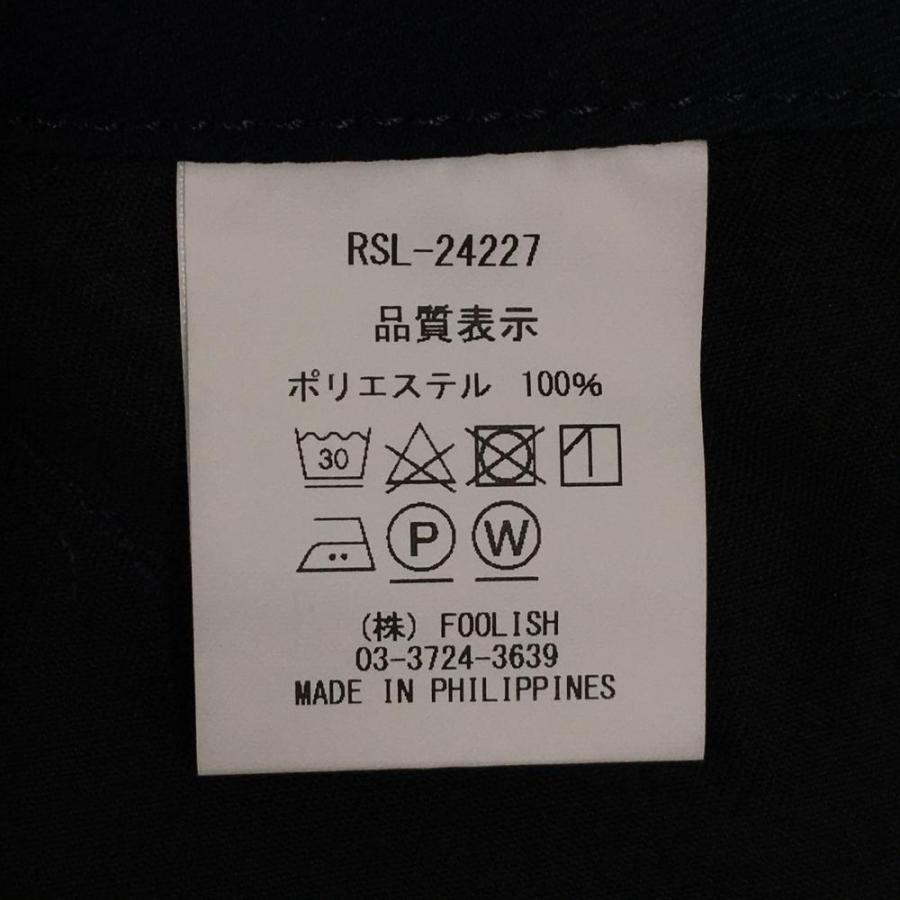 RSL-24227
品質表示
ポリエステル 100%
30
P W
(株) FOOLISH
03-3724-3639
MADE IN PHILIPPINES